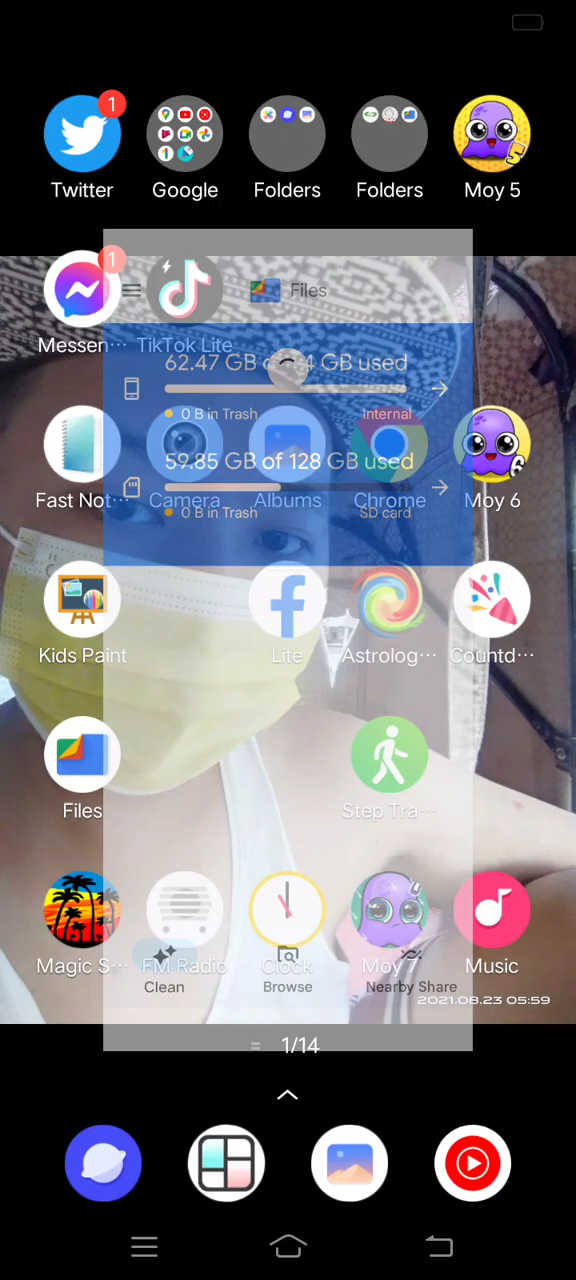 1
Twitter Google Folders Folders Moy 5
1
Files
Messen··· TikTok Lite
62.47 GB o 4 GB used
0 B in Trash Internal
59.85 GB of 128 GB used
Fast Not··· Camera Albums Chrome Moy 6
0 B in Trash SD card
Kids Paint Lite Astrolog··· Countd···
Files Step Tra···
Magic S··· FM Radio Clock Moy 7 Music
Clean Browse Nearby Share
2021.08.23 05:59
1/14